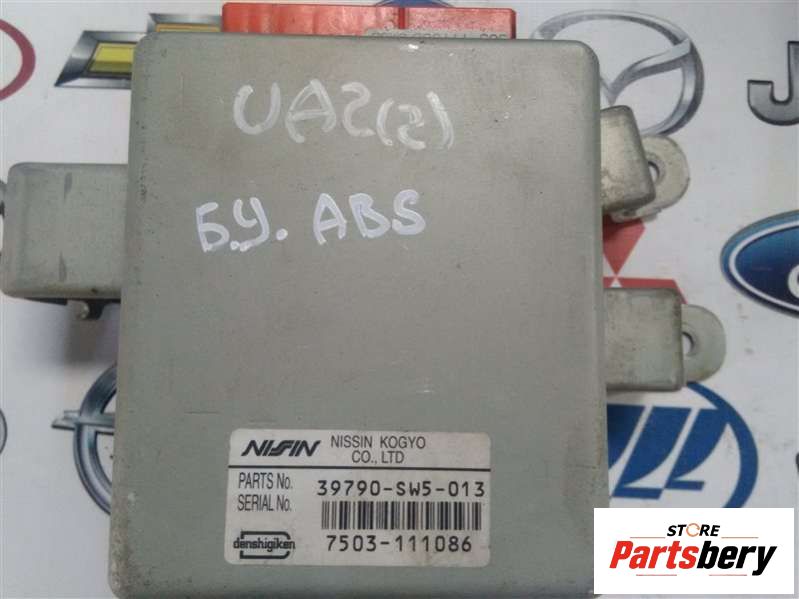 UA2(2)
Б.У. ABS
NISSIN
NISSIN KOGYO
CO., LTD
PARTS No. 39790-SW5-013
SERIAL No.
denshigiken 7503-111086
STORE
Partsbery
Ford
J